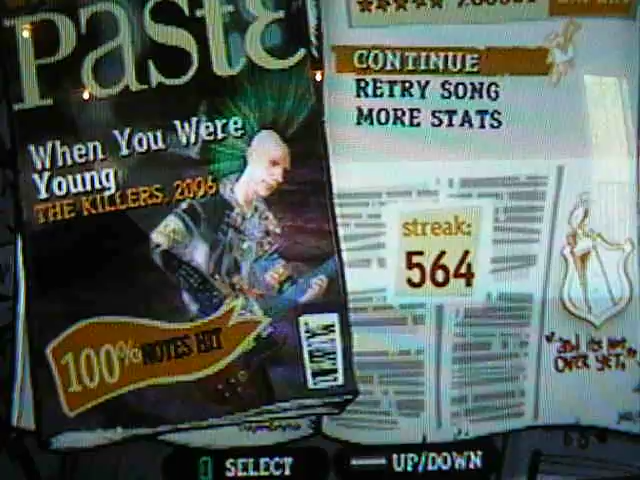 Paste
When You Were
Young
THE KILLERS, 2006
100% NOTES HIT
CONTINUE
RETRY SONG
MORE STATS
streak:
564
"and it's not
over yet."
SELECT
UP/DOWN